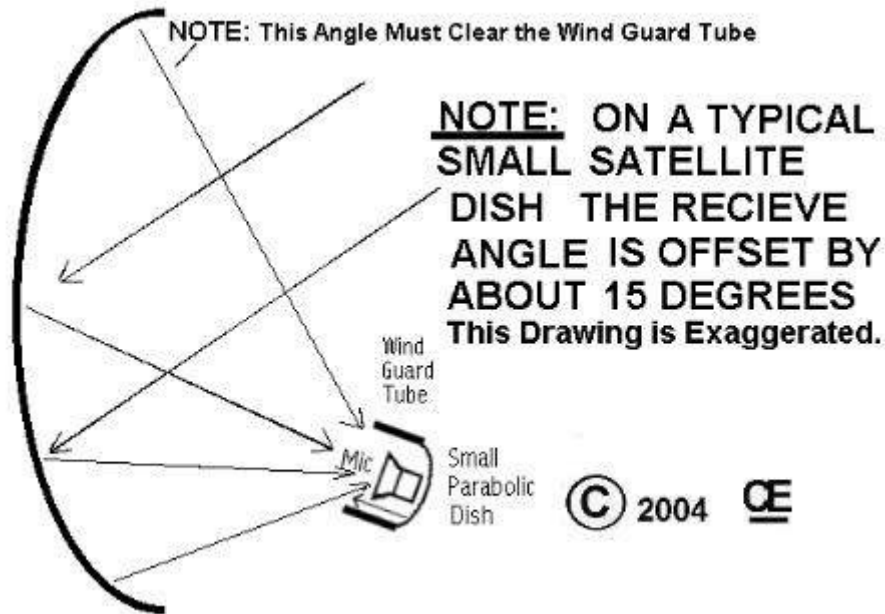 NOTE: This Angle Must Clear the Wind Guard Tube
NOTE: ON A TYPICAL
SMALL SATELLITE
DISH THE RECIEVE
ANGLE IS OFFSET BY
ABOUT 15 DEGREES
This Drawing is Exaggerated.
Wind
Guard
Tube
Mic
Small
Parabolic
Dish
© 2004 CE